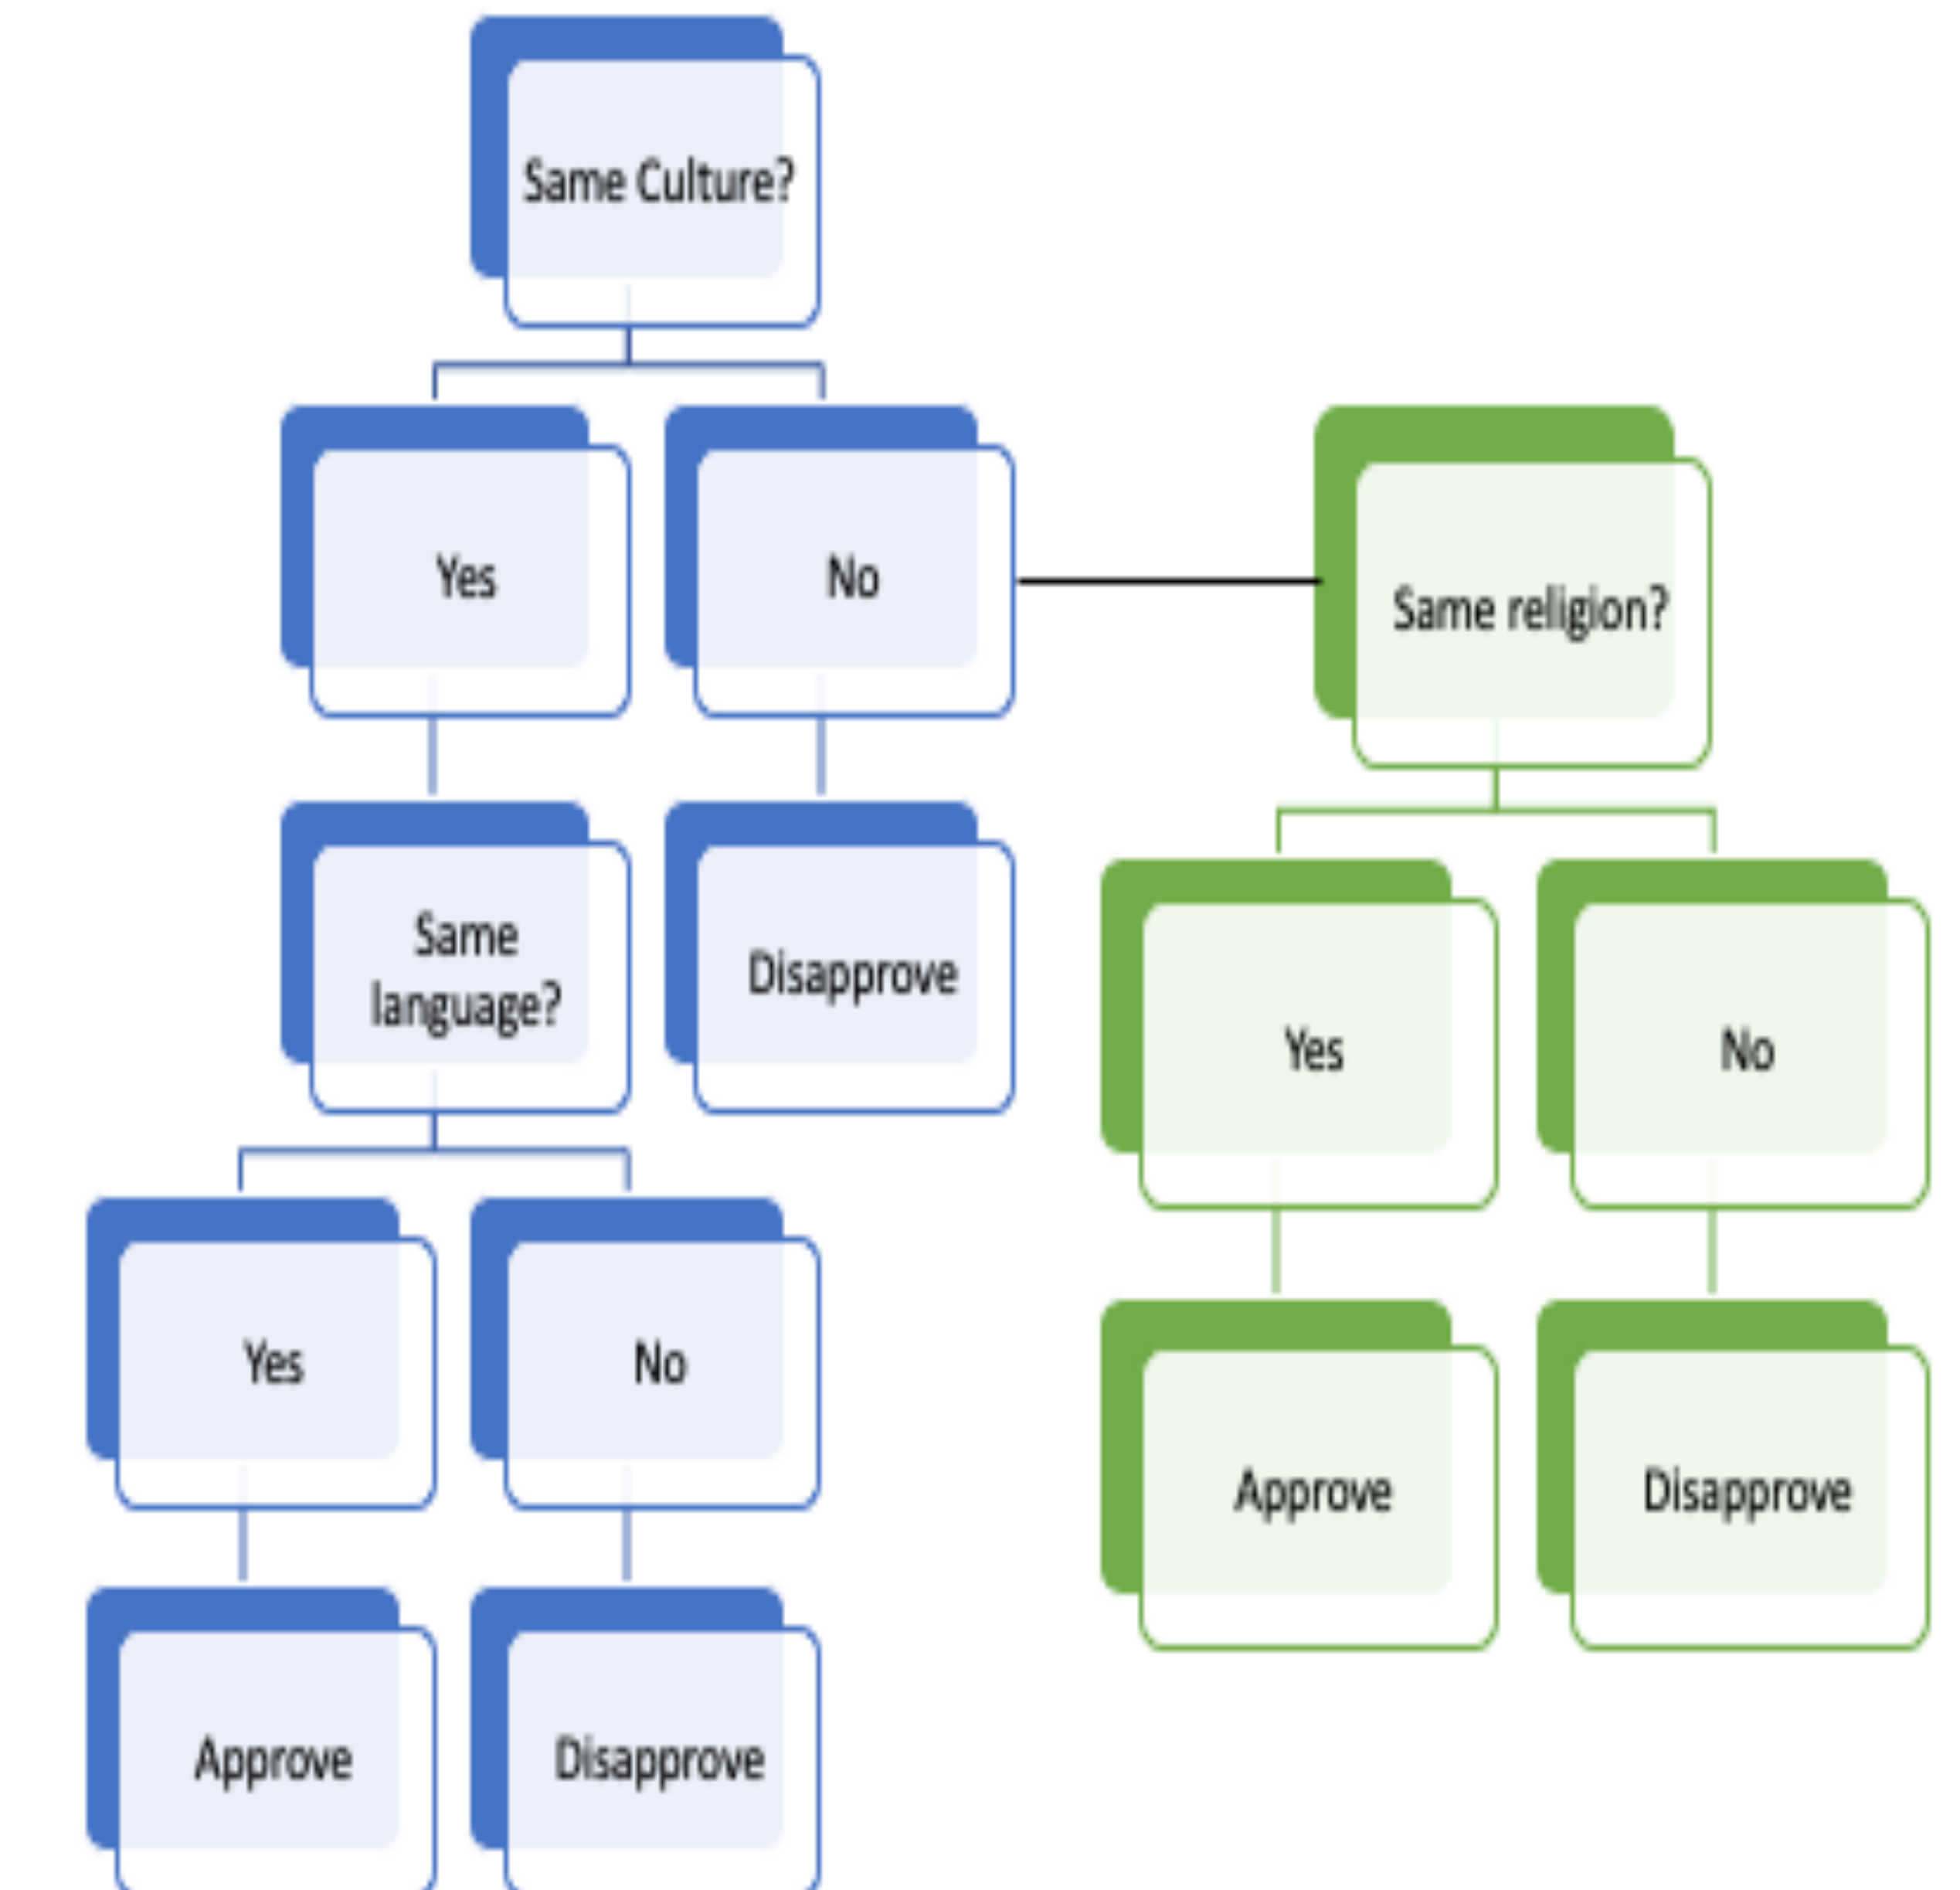 Same Culture?
Yes
No
Same religion?
Same
language?
Disapprove
Yes
No
Yes
No
Approve
Disapprove
Approve
Disapprove